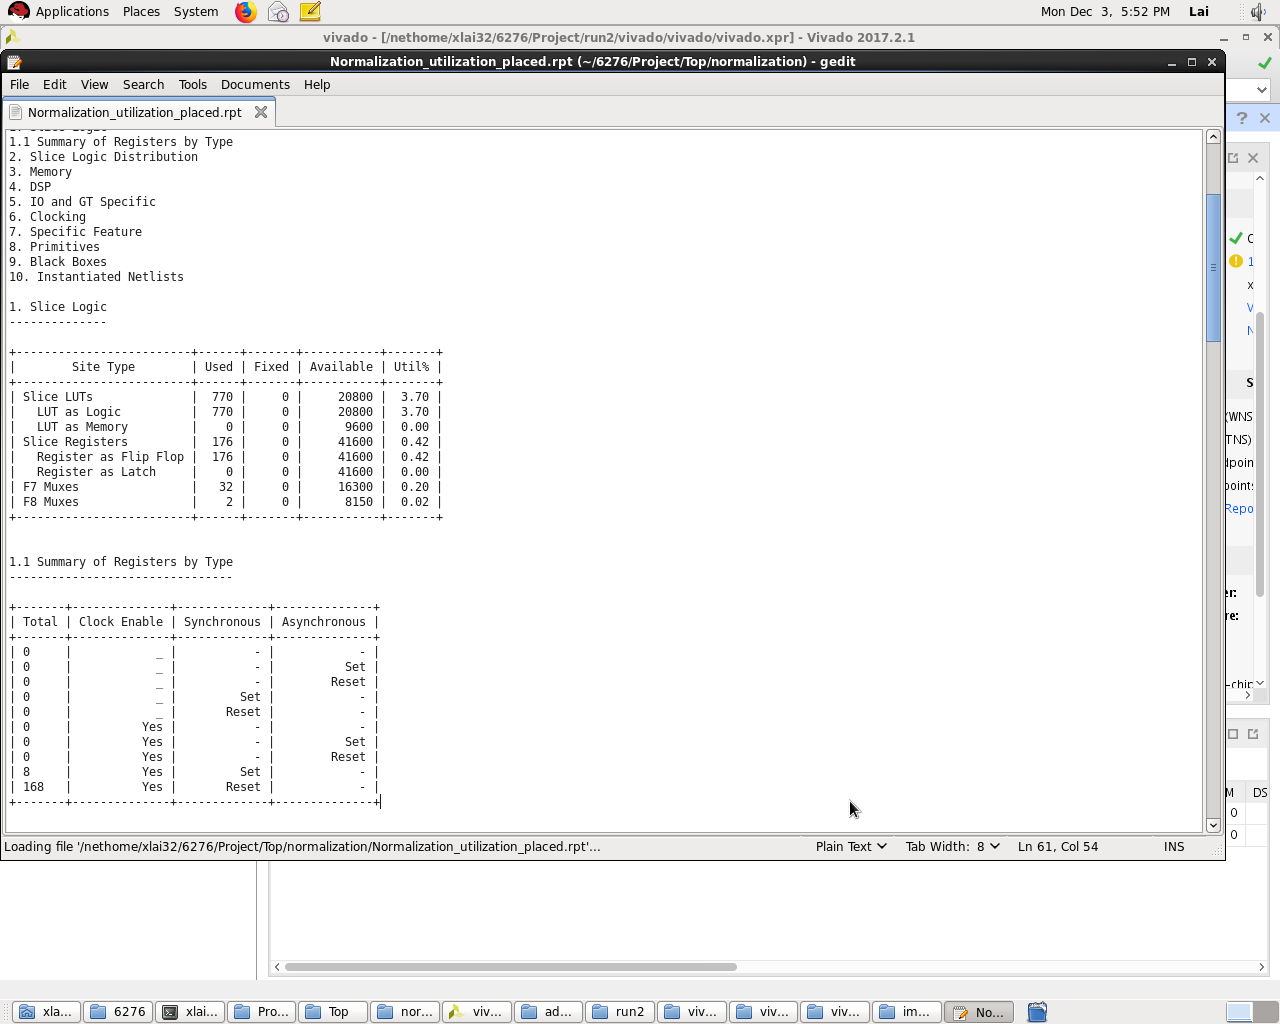 Applications Places System Mon Dec 3, 5:52 PM Lai
vivado - [/nethome/xlai32/6276/Project/run2/vivado/vivado/vivado.xpr] - Vivado 2017.2.1
Normalization_utilization_placed.rpt (~/6276/Project/Top/normalization) - gedit
File Edit View Search Tools Documents Help
Normalization_utilization_placed.rpt
1.1 Summary of Registers by Type
2. Slice Logic Distribution
3. Memory
4. DSP
5. IO and GT Specific
6. Clocking
7. Specific Feature
8. Primitives
9. Black Boxes
10. Instantiated Netlists
1. Slice Logic
--------------
+-------------------------+------+-------+-----------+-------+
|        Site Type        | Used | Fixed | Available | Util% |
+-------------------------+------+-------+-----------+-------+
| Slice LUTs              |  770 |     0 |     20800 |  3.70 |
|   LUT as Logic          |  770 |     0 |     20800 |  3.70 |
|   LUT as Memory         |    0 |     0 |      9600 |  0.00 |
| Slice Registers         |  176 |     0 |     41600 |  0.42 |
|   Register as Flip Flop |  176 |     0 |     41600 |  0.42 |
|   Register as Latch     |    0 |     0 |     41600 |  0.00 |
| F7 Muxes                |   32 |     0 |     16300 |  0.20 |
| F8 Muxes                |    2 |     0 |      8150 |  0.02 |
+-------------------------+------+-------+-----------+-------+
1.1 Summary of Registers by Type
--------------------------------
+-------+--------------+-------------+--------------+
| Total | Clock Enable | Synchronous | Asynchronous |
+-------+--------------+-------------+--------------+
| 0     |            _ |           - |            - |
| 0     |            _ |           - |          Set |
| 0     |            _ |           - |        Reset |
| 0     |            _ |         Set |            - |
| 0     |            _ |       Reset |            - |
| 0     |          Yes |           - |            - |
| 0     |          Yes |           - |          Set |
| 0     |          Yes |           - |        Reset |
| 8     |          Yes |         Set |            - |
| 168   |          Yes |       Reset |            - |
+-------+--------------+-------------+--------------+
Loading file '/nethome/xlai32/6276/Project/Top/normalization/Normalization_utilization_placed.rpt'... Plain Text Tab Width: 8 Ln 61, Col 54 INS
?
1
x
S
(WNS
TNS)
Repo
er:
re:
-chip
M DS
0
0
xla... 6276 xlai... Pro... Top nor... viv... ad... run2 viv... viv... viv... im... No...